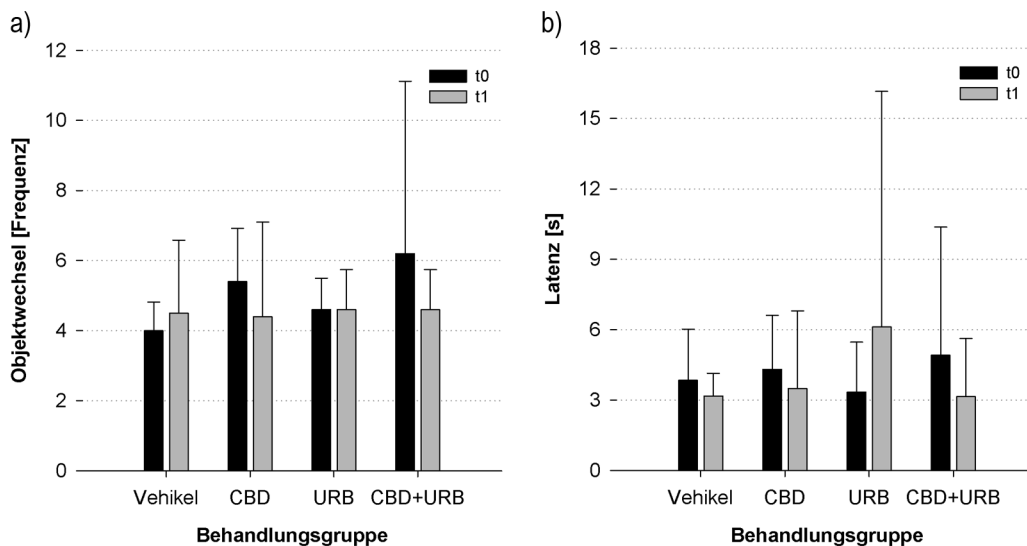 a)
12
10
8
6
4
2
0
Objektwechsel [Frequenz]
t0
t1
Vehikel CBD URB CBD+URB
Behandlungsgruppe
b)
18
15
12
9
6
3
0
Latenz [s]
t0
t1
Vehikel CBD URB CBD+URB
Behandlungsgruppe